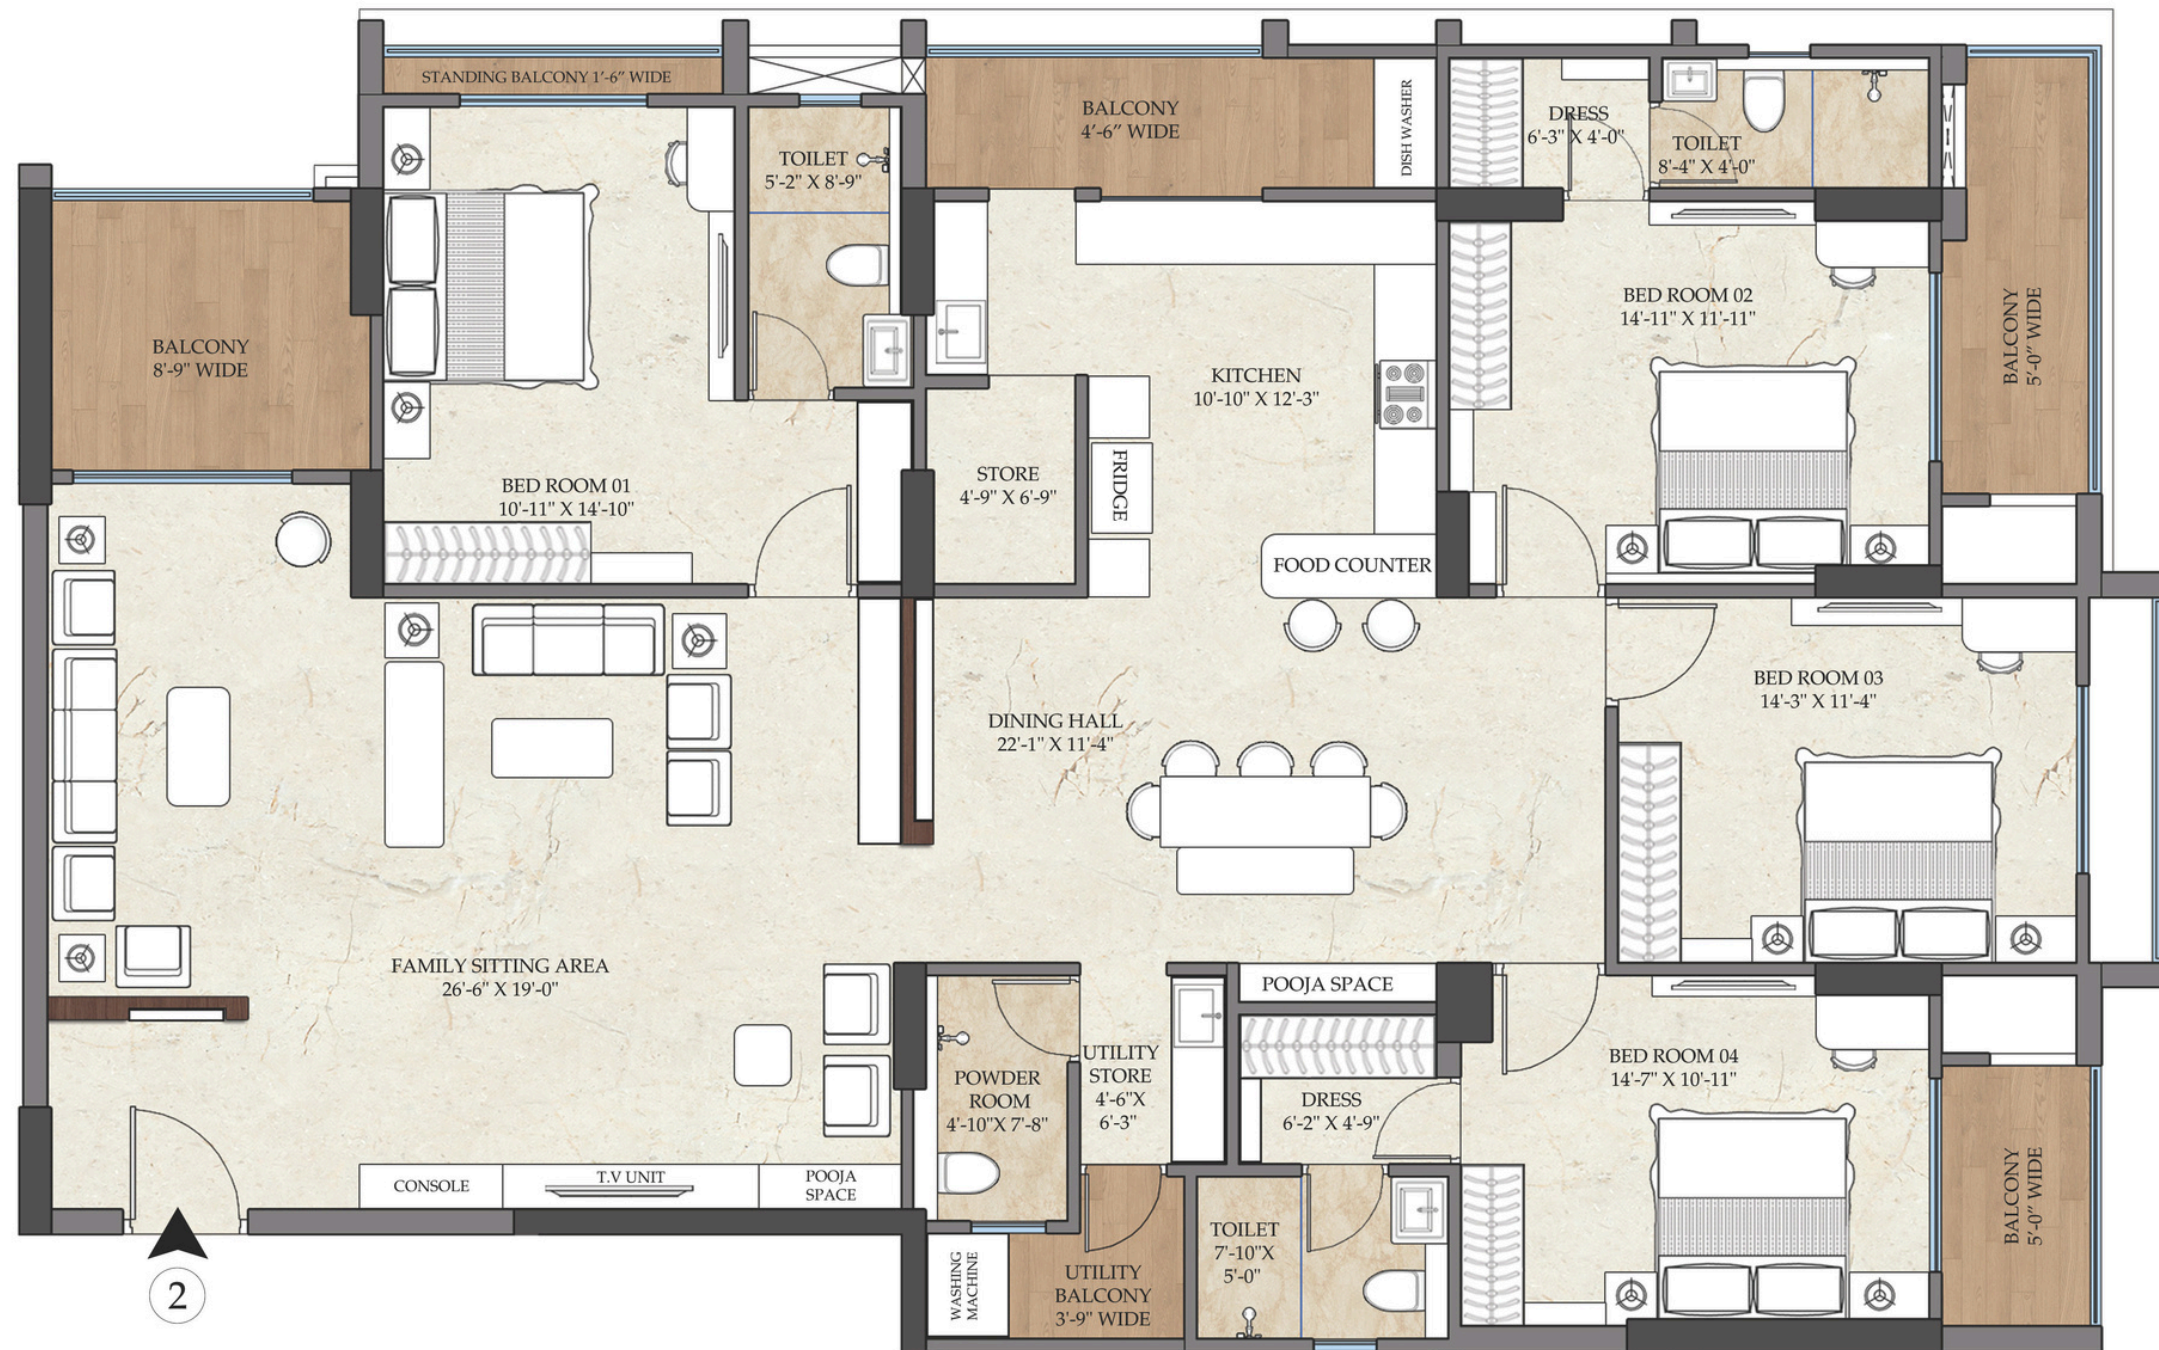 STANDING BALCONY 1'-6" WIDE
BALCONY
4'-6" WIDE
DISH WASHER
DRESS
6'-3" X 4'-0"
TOILET
8'-4" X 4'-0"
TOILET
5'-2" X 8'-9"
BALCONY
8'-9" WIDE
BALCONY
5'-0" WIDE
BED ROOM 02
14'-11" X 11'-11"
KITCHEN
10'-10" X 12'-3"
BED ROOM 01
10'-11" X 14'-10"
STORE
4'-9" X 6'-9"
FRIDGE
FOOD COUNTER
BED ROOM 03
14'-3" X 11'-4"
DINING HALL
22'-1" X 11'-4"
FAMILY SITTING AREA
26'-6" X 19'-0"
POOJA SPACE
POWDER
ROOM
4'-10"X 7'-8"
UTILITY
STORE
4'-6"X
6'-3"
DRESS
6'-2" X 4'-9"
BED ROOM 04
14'-7" X 10'-11"
CONSOLE
T.V UNIT
POOJA
SPACE
BALCONY
5'-0" WIDE
TOILET
7'-10"X
5'-0"
WASHING
MACHINE
UTILITY
BALCONY
3'-9" WIDE
2